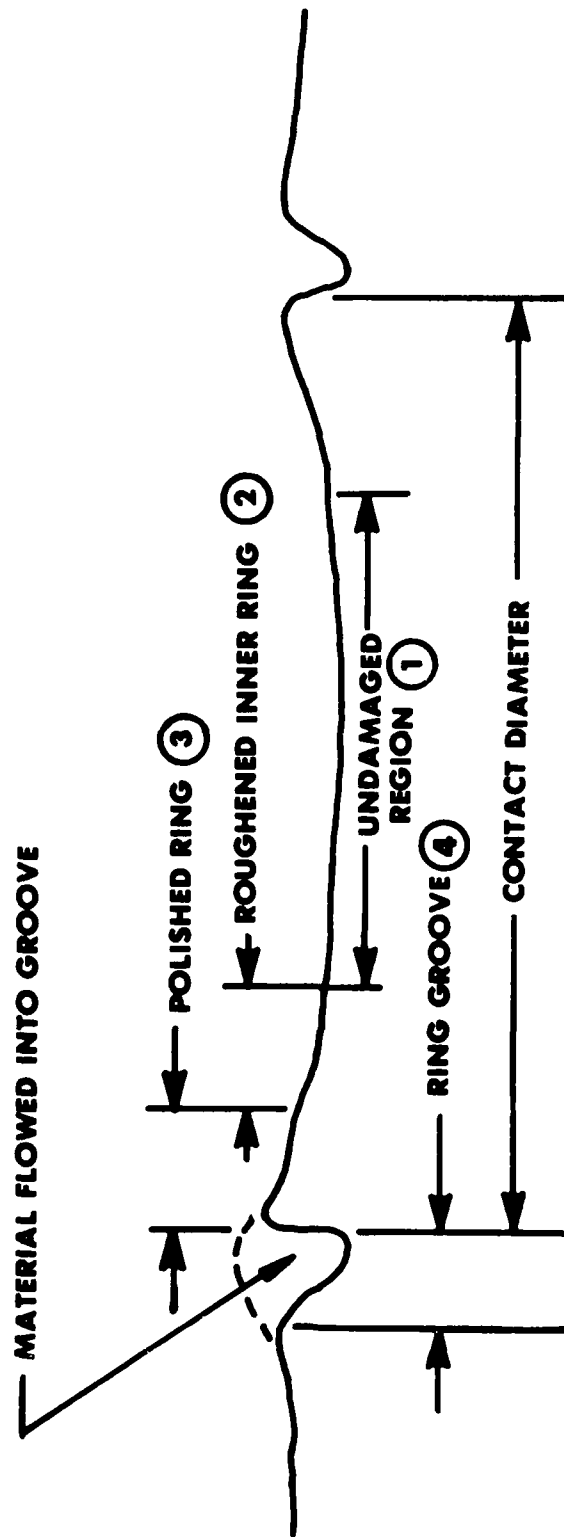 MATERIAL FLOWED INTO GROOVE
POLISHED RING 3
ROUGHENED INNER RING 2
UNDAMAGED
REGION 1
RING GROOVE 4
CONTACT DIAMETER